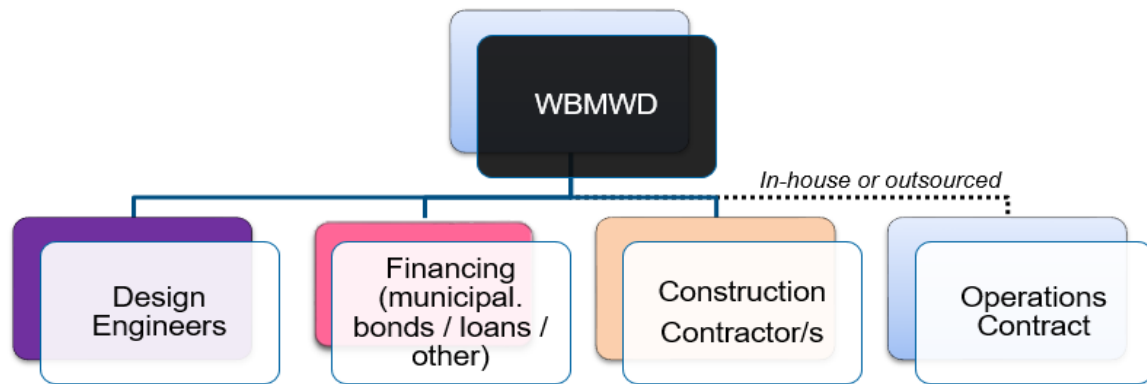 WBMWD
In-house or outsourced
Design
Engineers
Financing
(municipal.
bonds / loans /
other)
Construction
Contractor/s
Operations
Contract